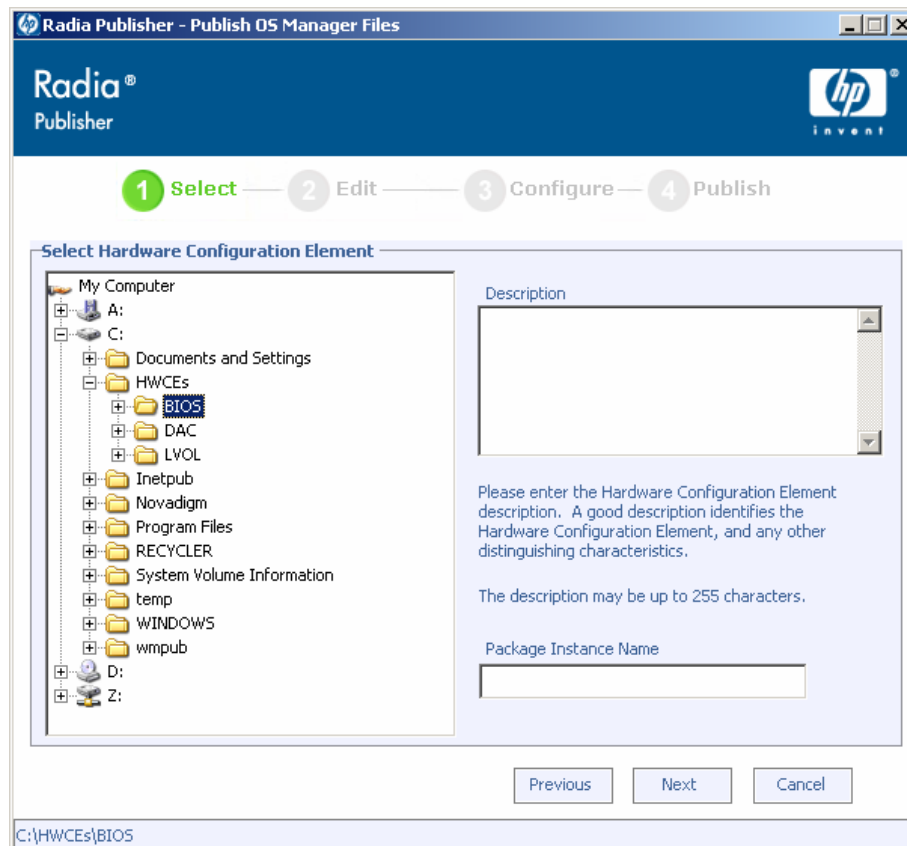 Radia Publisher - Publish OS Manager Files
Radia®
Publisher
hp®
invent
1 Select
2 Edit
3 Configure
4 Publish
Select Hardware Configuration Element
My Computer
A:
C:
Documents and Settings
HWCEs
BIOS
DAC
LVOL
Inetpub
Novadigm
Program Files
RECYCLER
System Volume Information
temp
WINDOWS
wmpub
D:
Z:
Description
Please enter the Hardware Configuration Element
description. A good description identifies the
Hardware Configuration Element, and any other
distinguishing characteristics.
The description may be up to 255 characters.
Package Instance Name
Previous
Next
Cancel
C:\HWCEs\BIOS